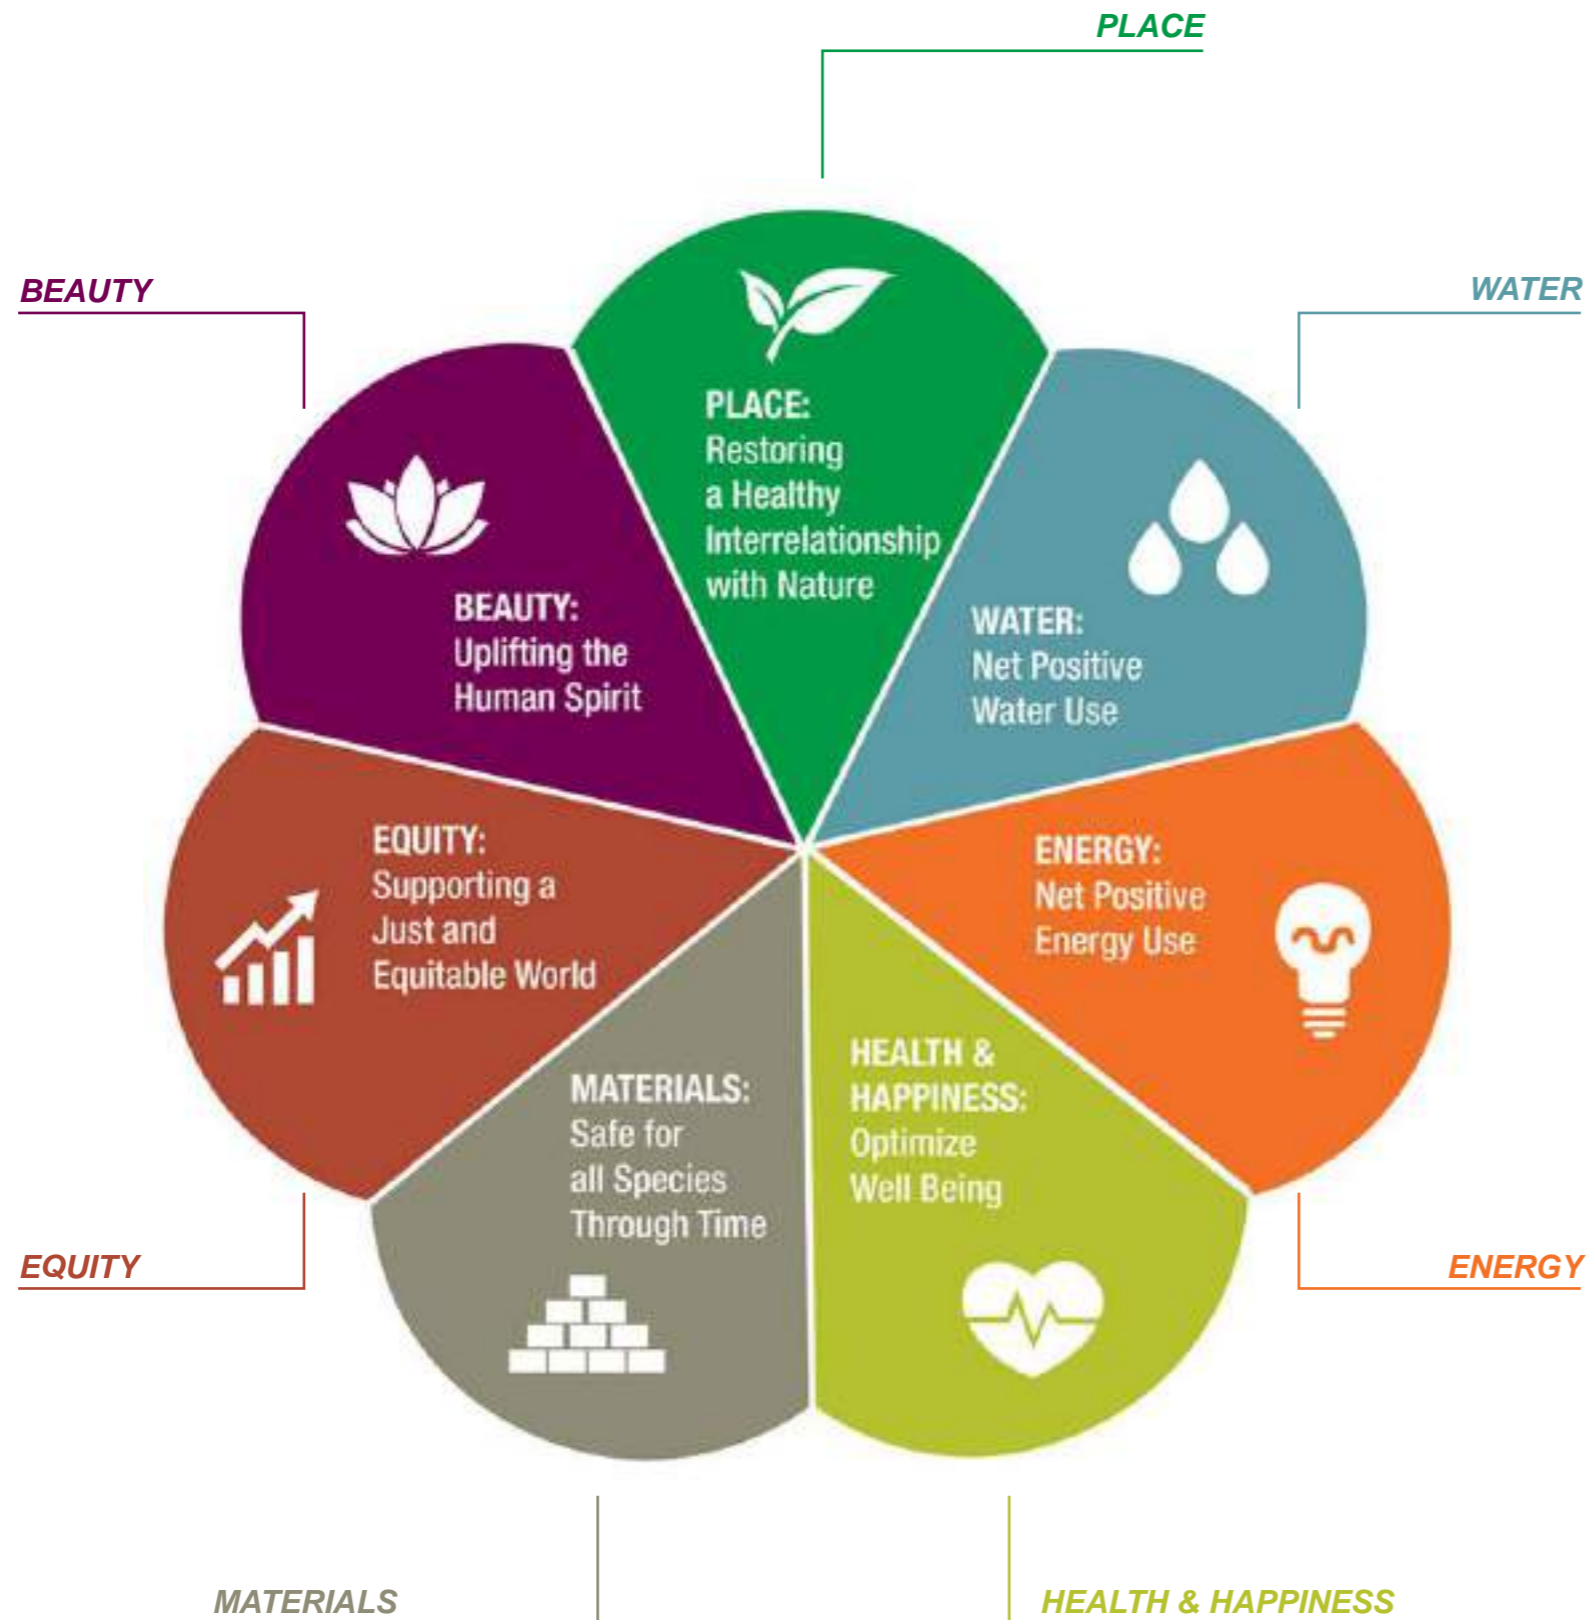 PLACE
BEAUTY
WATER
PLACE:
Restoring
a Healthy
Interrelationship
with Nature
BEAUTY:
Uplifting the
Human Spirit
WATER:
Net Positive
Water Use
EQUITY:
Supporting a
Just and
Equitable World
ENERGY:
Net Positive
Energy Use
MATERIALS:
Safe for
all Species
Through Time
HEALTH &
HAPPINESS:
Optimize
Well Being
EQUITY
ENERGY
MATERIALS
HEALTH & HAPPINESS